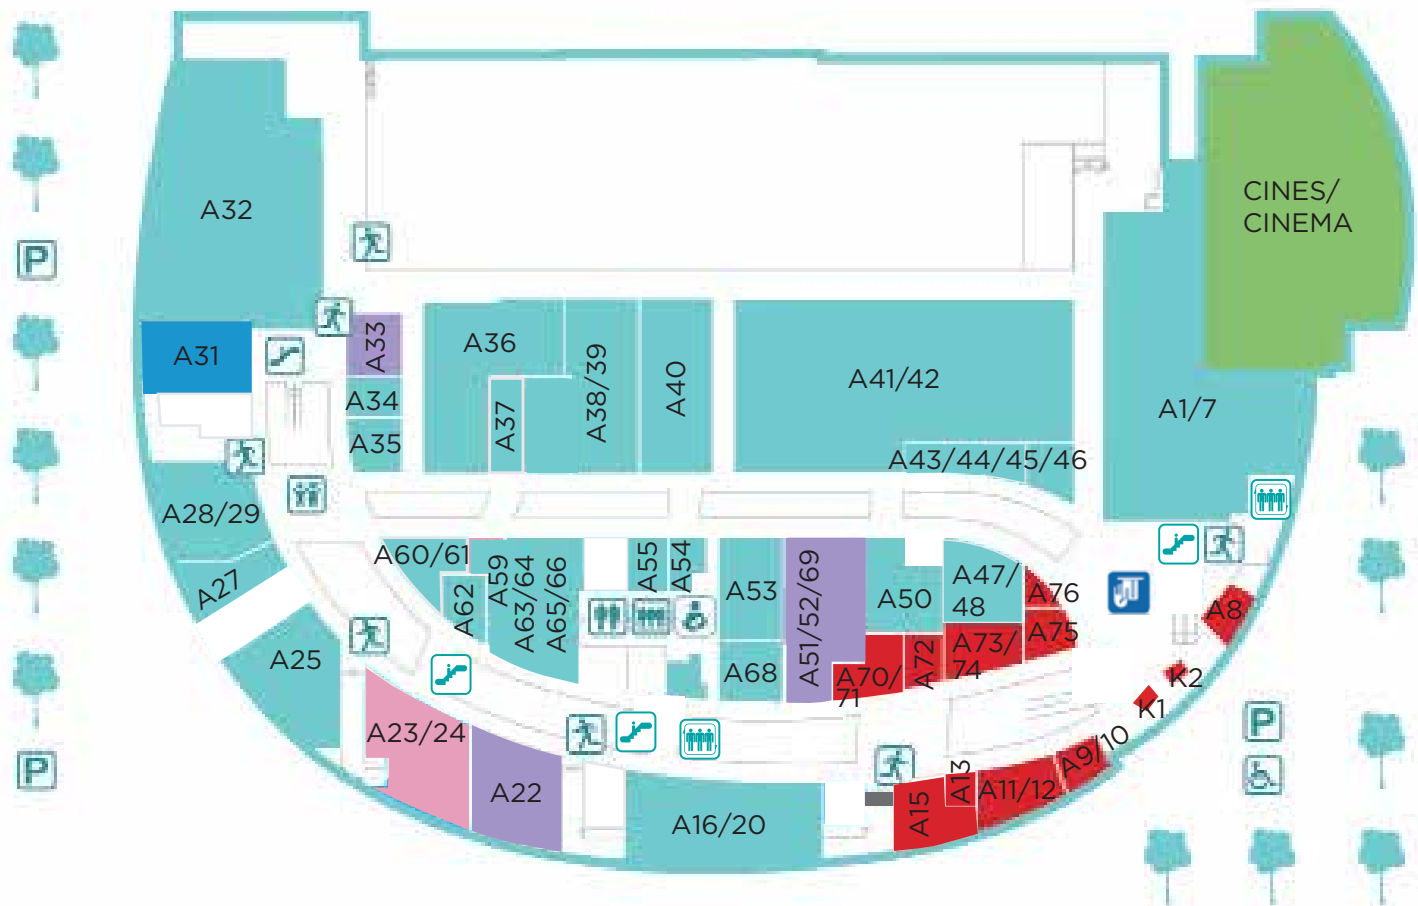 CINES/
CINEMA
A32
P
A31
A33
A36
A34
A35
A37
A38/39
A40
A41/42
A1/7
A43/44/45/46
A28/29
A27
A60/61
A59
A62
A63/64
A65/66
A55
A54
A53
A51/52/69
A50
A47/
48
A76
A75
A8
A25
A68
A70/
71
A72
A73/
74
K2
K1
A23/24
A22
A16/20
A15
A13
A11/12
A9/10
P
P